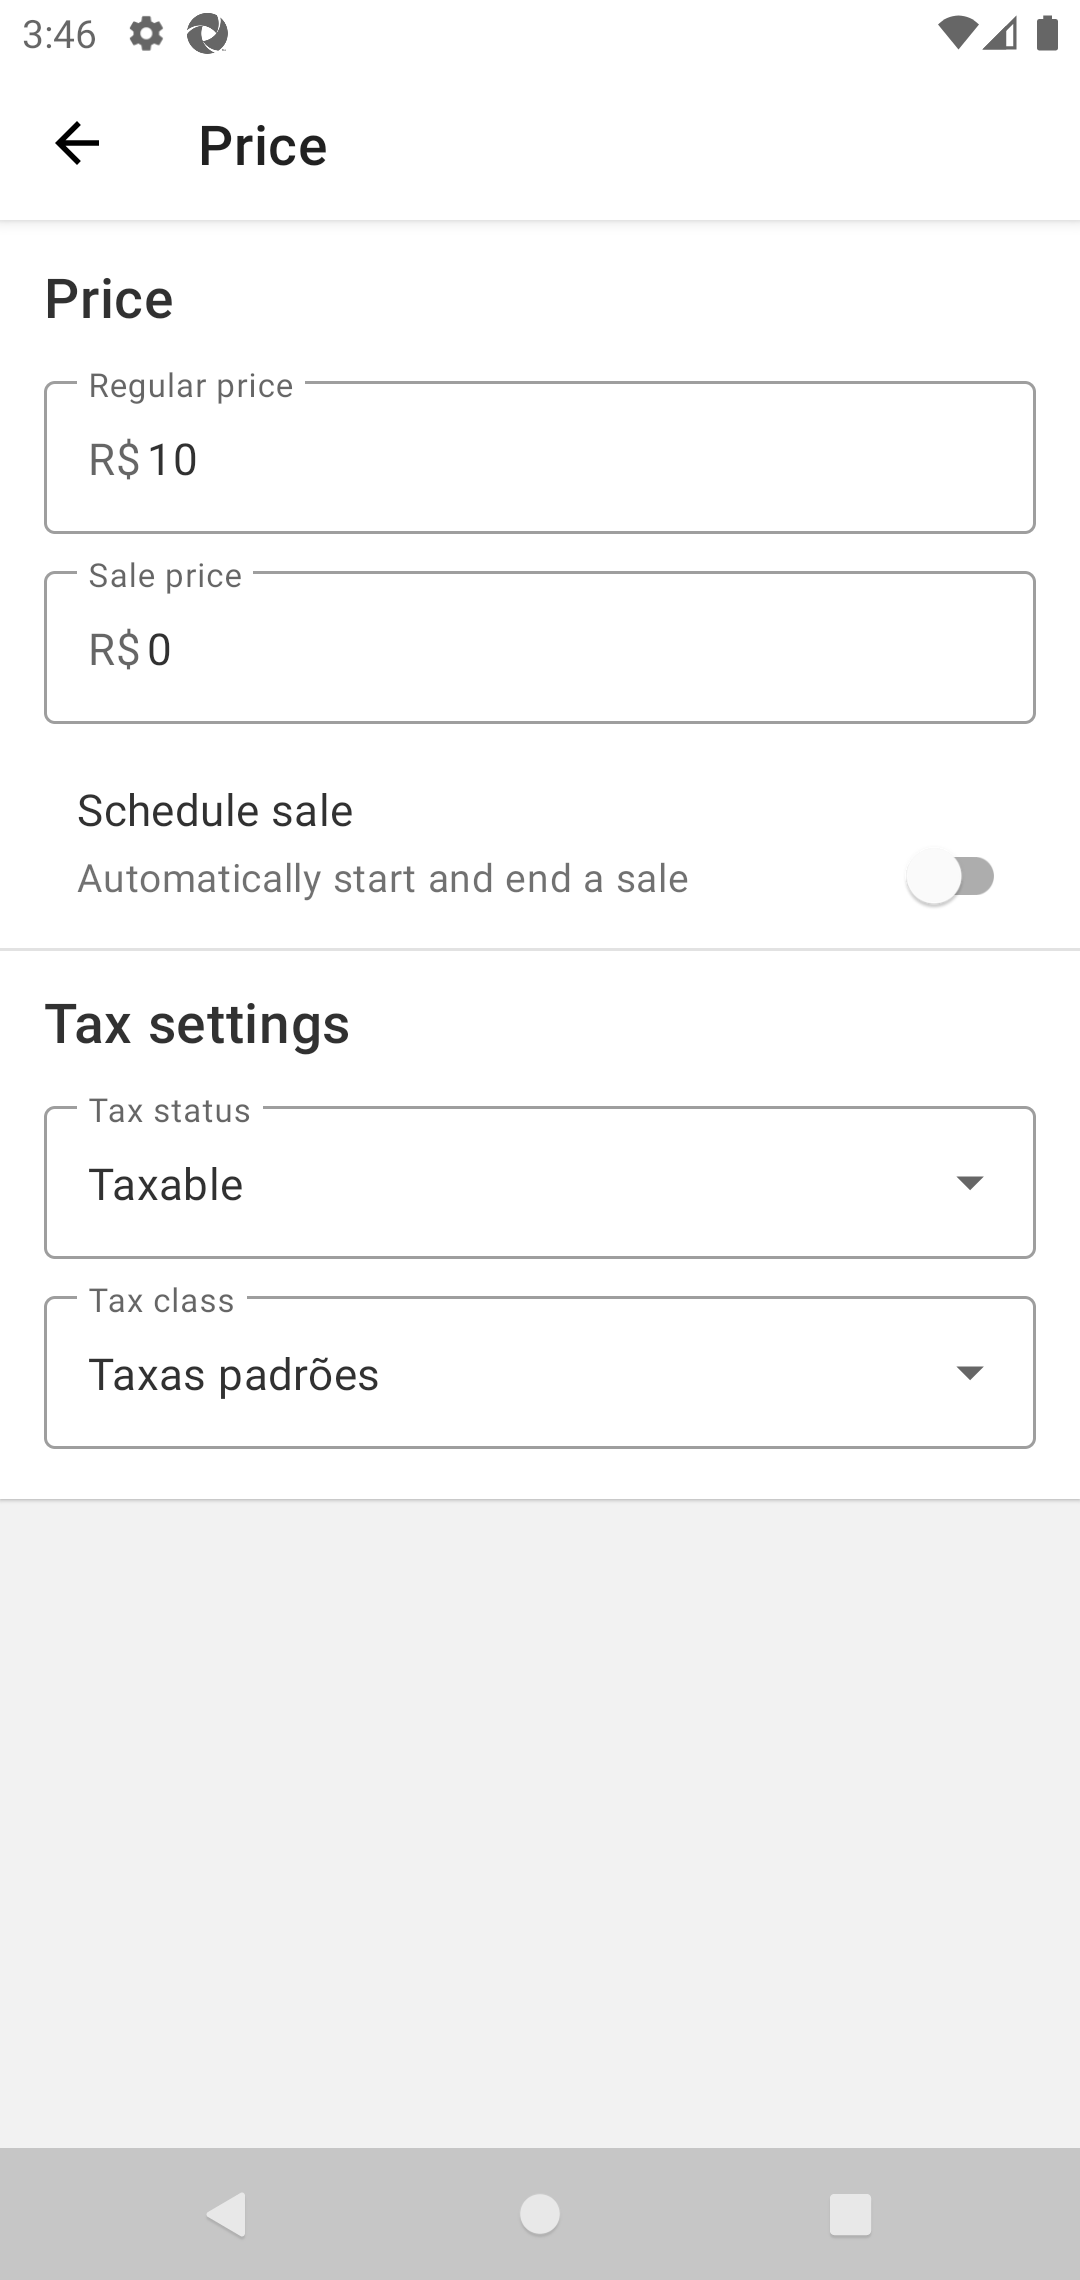 3:46
Price
Price
Regular price
R$ 10
Sale price
R$ 0
Schedule sale
Automatically start and end a sale
Tax settings
Tax status
Taxable
Tax class
Taxas padrões